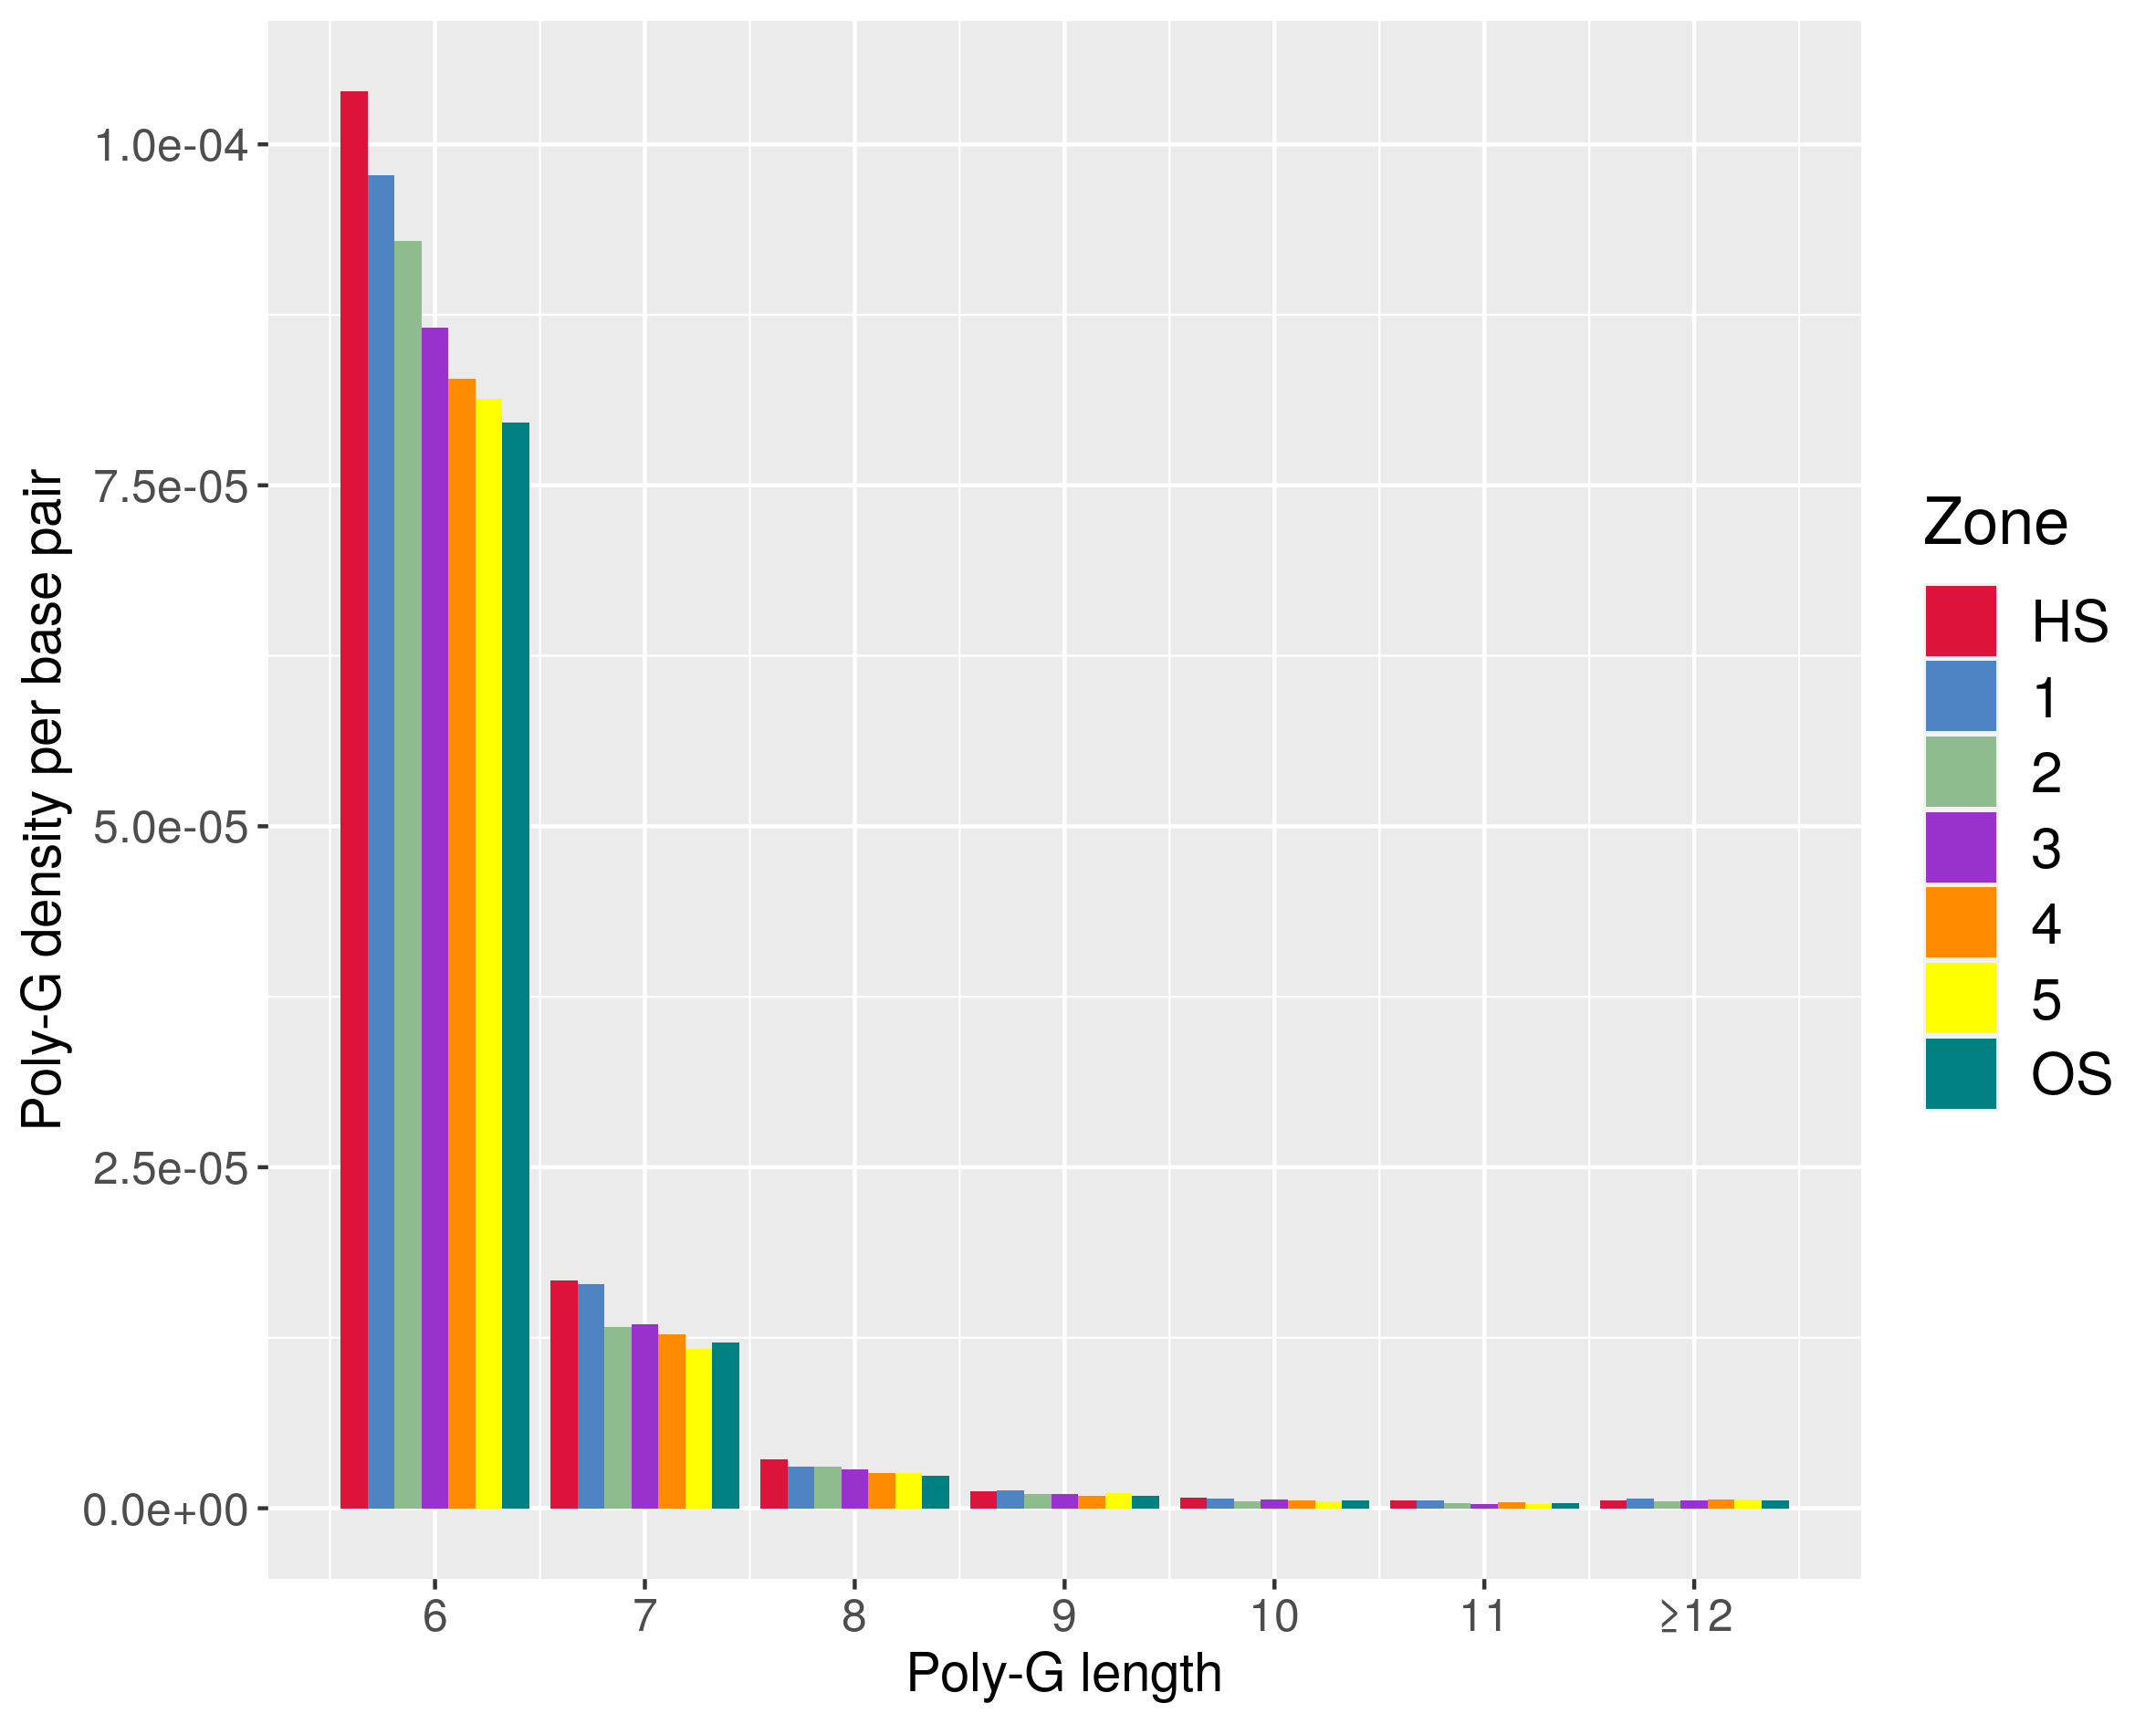 Poly-G density per base pair
1.0e-04
7.5e-05
5.0e-05
2.5e-05
0.0e+00
6 7 8 9 10 11 ≥12
Poly-G length
Zone
HS
1
2
3
4
5
OS